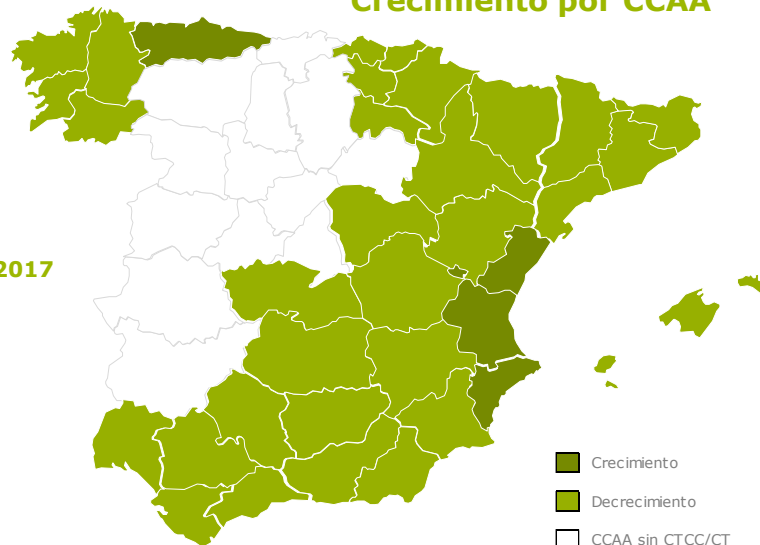 Crecimiento por CCAA
2017
Crecimiento
Decrecimiento
CCAA sin CTCC/CT